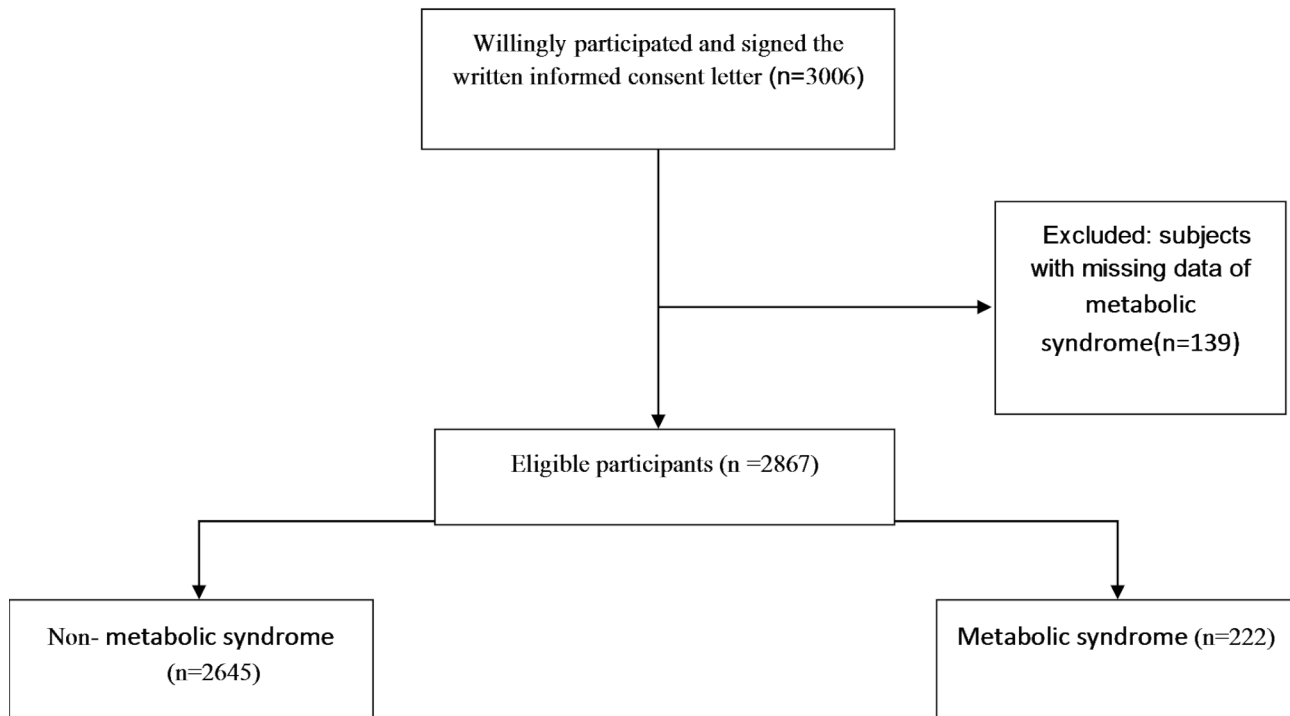 Willingly participated and signed the
written informed consent letter (n=3006)
Excluded: subjects
with missing data of
metabolic
syndrome(n=139)
Eligible participants (n =2867)
Non- metabolic syndrome
(n=2645)
Metabolic syndrome (n=222)